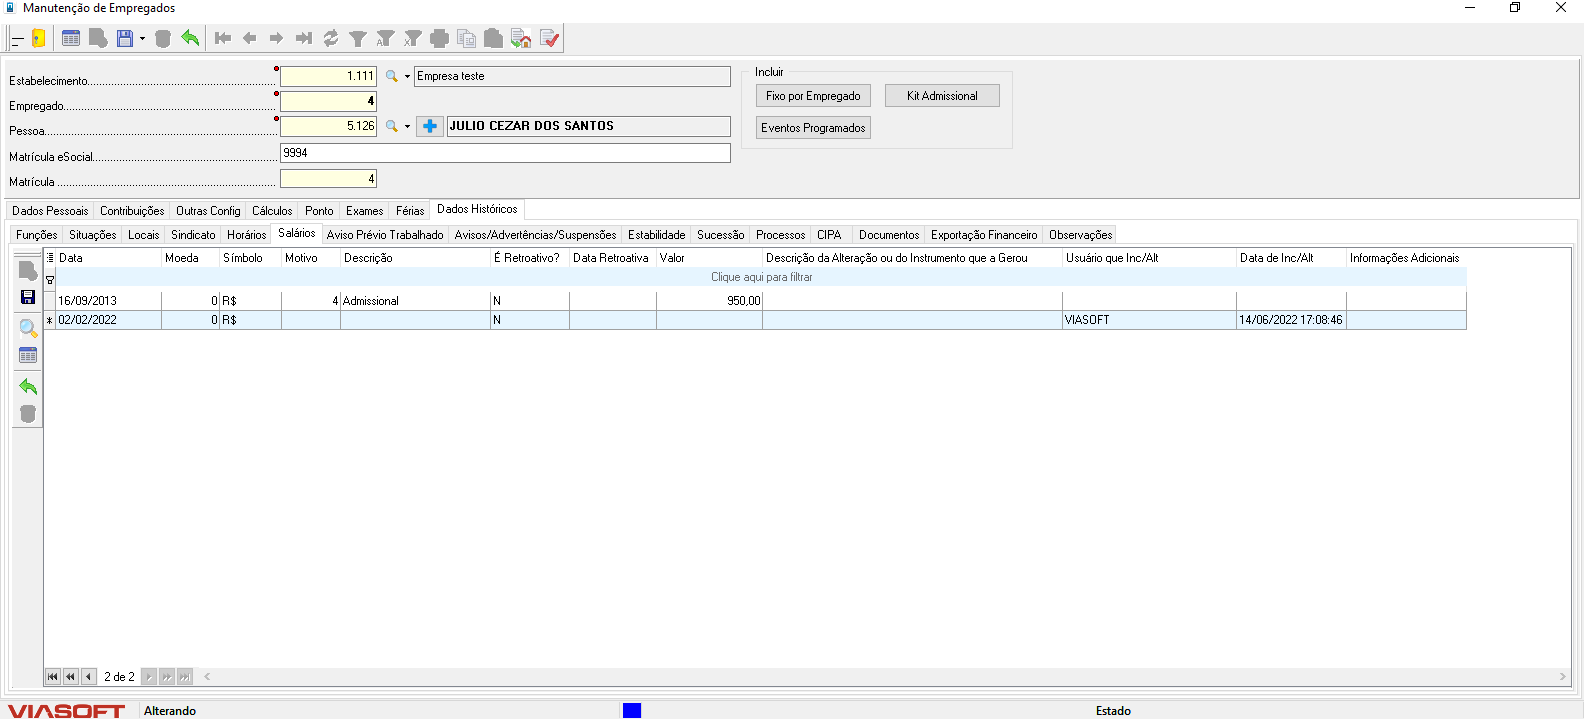 Manutenção de Empregados
Estabelecimento 1.111 Empresa teste
Empregado 4
Pessoa 5.126 JULIO CEZAR DOS SANTOS
Matrícula eSocial 9994
Matrícula 4
Incluir
Fixo por Empregado Kit Admissional
Eventos Programados
Dados Pessoais Contribuições Outras Config Cálculos Ponto Exames Férias Dados Históricos
Funções Situações Locais Sindicato Horários Salários Aviso Prévio Trabalhado Avisos/Advertências/Suspensões Estabilidade Sucessão Processos CIPA Documentos Exportação Financeiro Observações
Data Moeda Símbolo Motivo Descrição É Retroativo? Data Retroativa Valor Descrição da Alteração ou do Instrumento que a Gerou Usuário que Inc/Alt Data de Inc/Alt Informações Adicionais
Clique aqui para filtrar
16/09/2013 0 R$ 4 Admissional N 950,00
* 02/02/2022 0 R$ N VIASOFT 14/06/2022 17:08:46
2 de 2
VIASOFT Alterando Estado